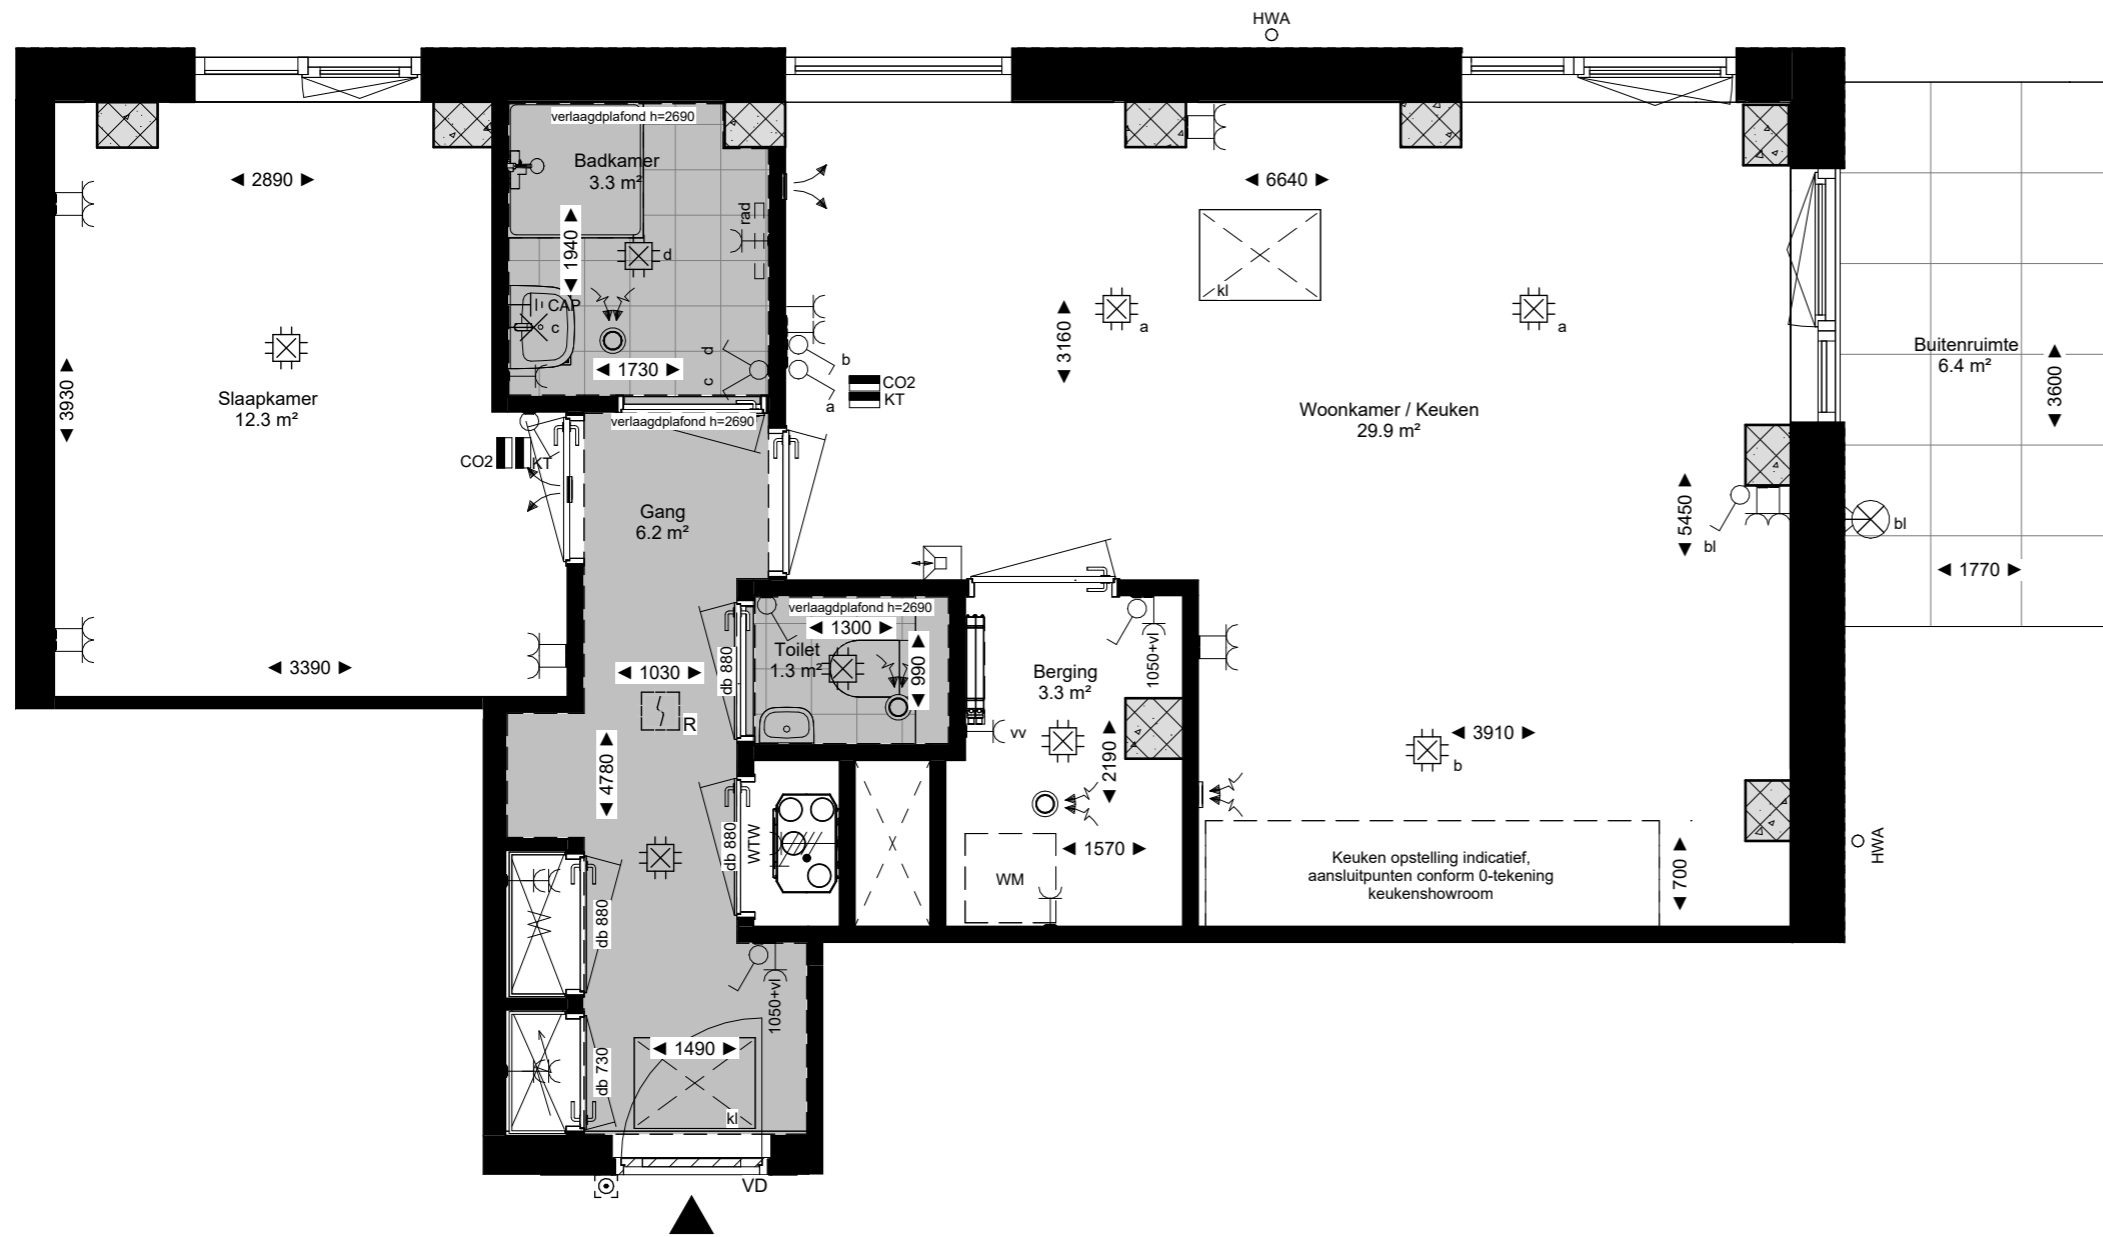 HWA
verlaagdplafond h=2690
Badkamer
3.3 m²
2890
6640
rad
1940
d
kl
CAP
c
a
a
3160
Buitenruimte
6.4 m²
3600
1730
d
c
b
a
CO2
KT
3930
Slaapkamer
12.3 m²
Woonkamer / Keuken
29.9 m²
verlaagdplafond h=2690
CO2
KT
Gang
6.2 m²
5450
bl
bl
1770
verlaagdplafond h=2690
1300
Toilet
1.3 m²
990
db 880
1050+vl
Berging
3.3 m²
3390
1030
R
vv
2190
3910
b
4780
db 880
WTW
1570
WM
Keuken opstelling indicatief,
aansluitpunten conform 0-tekening
keukenshowroom
700
HWA
db 880
1050+vl
1490
db 730
kl
VD